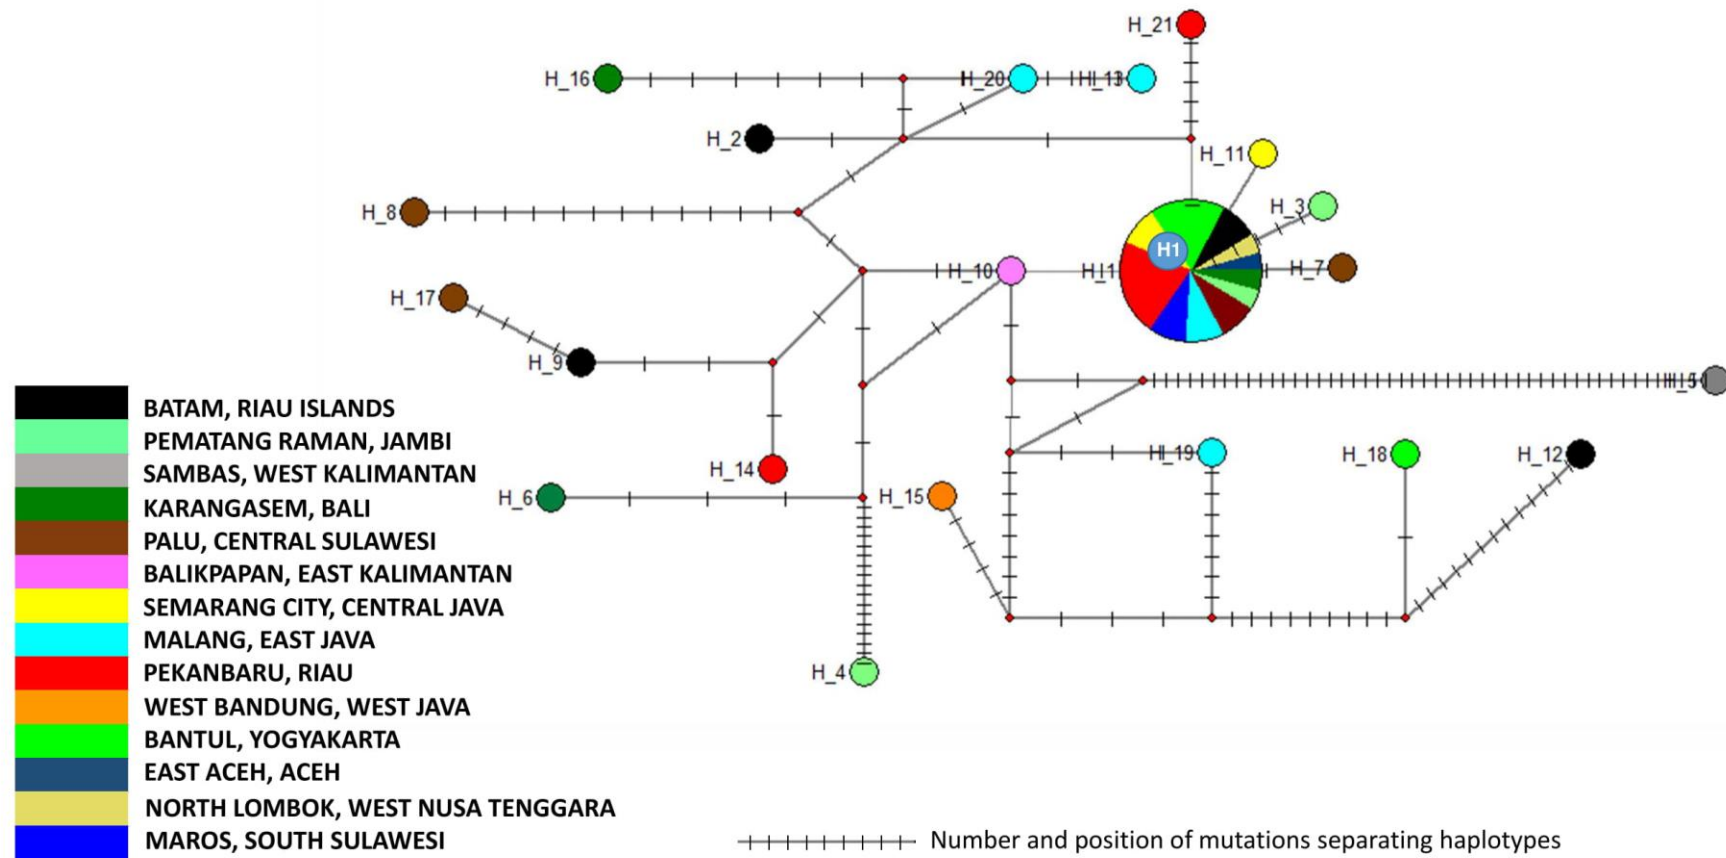 H_21
H_16
H_20
H_13
H_2
H_11
H_8
H_3
H1
H_17
H_10
H_1
H_7
H_9
H_14
H_19
H_18
H_12
H_6
H_15
H_4
BATAM, RIAU ISLANDS
PEMATANG RAMAN, JAMBI
SAMBAS, WEST KALIMANTAN
KARANGASEM, BALI
PALU, CENTRAL SULAWESI
BALIKPAPAN, EAST KALIMANTAN
SEMARANG CITY, CENTRAL JAVA
MALANG, EAST JAVA
PEKANBARU, RIAU
WEST BANDUNG, WEST JAVA
BANTUL, YOGYAKARTA
EAST ACEH, ACEH
NORTH LOMBOK, WEST NUSA TENGGARA
MAROS, SOUTH SULAWESI
Number and position of mutations separating haplotypes